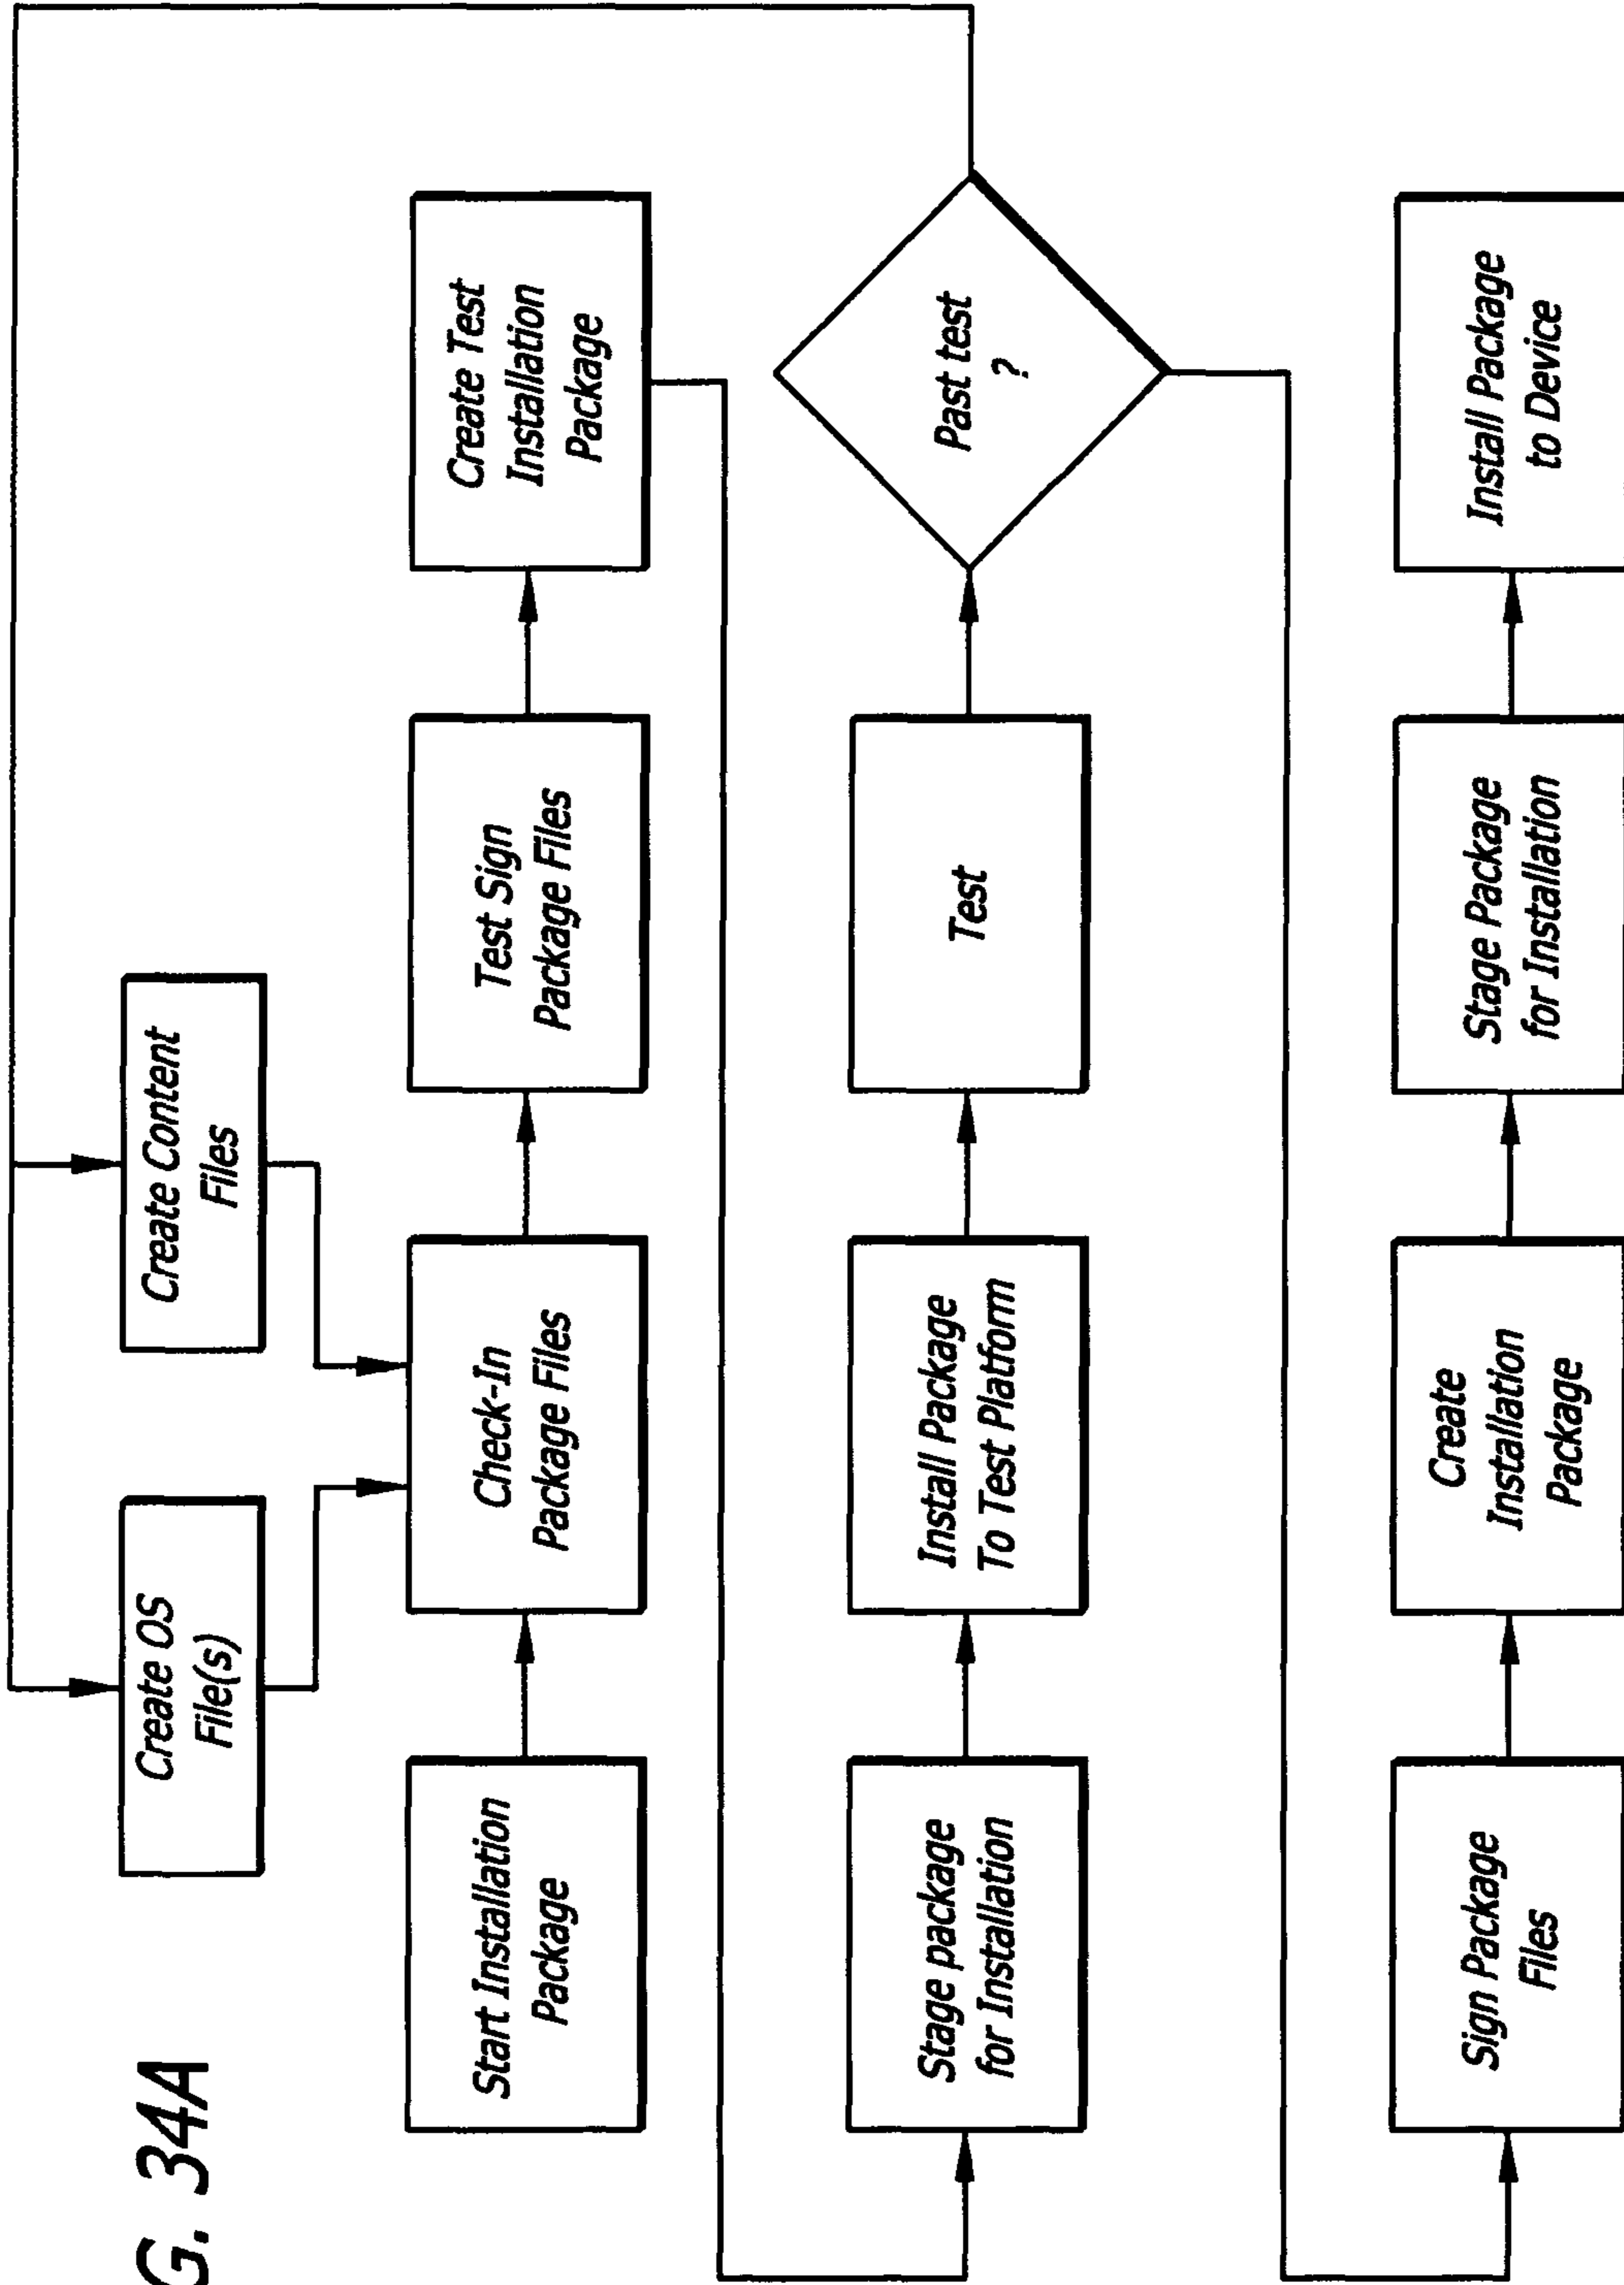 G. 34A
Create OS
File(s)
Create Content
Files
Start Installation
Package
Check-In
Package Files
Test Sign
Package Files
Create Test
Installation
Package
Stage package
for Installation
Install Package
To Test Platform
Test
Past test
?
Sign Package
Files
Create
Installation
Package
Stage Package
for Installation
Install Package
to Device